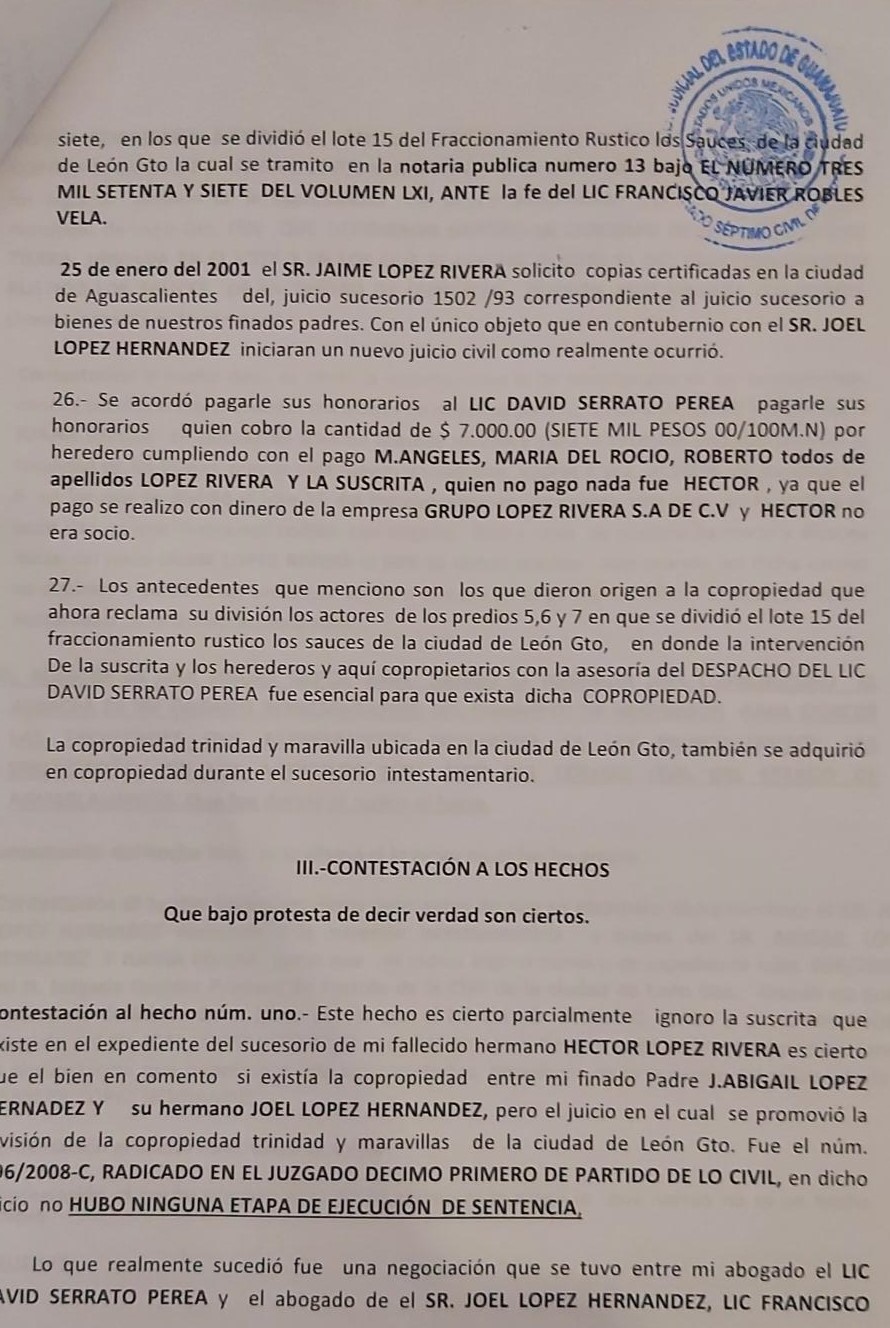 JUDICIAL DEL ESTADO DE GUANAJUATO
ESTADOS UNIDOS MEXICANOS
SÉPTIMO CIVIL DE
siete, en los que se dividió el lote 15 del Fraccionamiento Rustico los Sauces, de la ciudad
de León Gto la cual se tramito en la notaria publica numero 13 bajo EL NÚMERO TRES
MIL SETENTA Y SIETE DEL VOLUMEN LXI, ANTE la fe del LIC FRANCISCO JAVIER ROBLES
VELA.
25 de enero del 2001 el SR. JAIME LOPEZ RIVERA solicito copias certificadas en la ciudad
de Aguascalientes del, juicio sucesorio 1502 /93 correspondiente al juicio sucesorio a
bienes de nuestros finados padres. Con el único objeto que en contubernio con el SR. JOEL
LOPEZ HERNANDEZ iniciaran un nuevo juicio civil como realmente ocurrió.
26.- Se acordó pagarle sus honorarios al LIC DAVID SERRATO PEREA pagarle sus
honorarios quien cobro la cantidad de $ 7.000.00 (SIETE MIL PESOS 00/100M.N) por
heredero cumpliendo con el pago M.ANGELES, MARIA DEL ROCIO, ROBERTO todos de
apellidos LOPEZ RIVERA Y LA SUSCRITA , quien no pago nada fue HECTOR , ya que el
pago se realizo con dinero de la empresa GRUPO LOPEZ RIVERA S.A DE C.V y HECTOR no
era socio.
27.- Los antecedentes que menciono son los que dieron origen a la copropiedad que
ahora reclama su división los actores de los predios 5,6 y 7 en que se dividió el lote 15 del
fraccionamiento rustico los sauces de la ciudad de León Gto, en donde la intervención
De la suscrita y los herederos y aquí copropietarios con la asesoría del DESPACHO DEL LIC
DAVID SERRATO PEREA fue esencial para que exista dicha COPROPIEDAD.
La copropiedad trinidad y maravilla ubicada en la ciudad de León Gto, también se adquirió
en copropiedad durante el sucesorio intestamentario.
III.-CONTESTACIÓN A LOS HECHOS
Que bajo protesta de decir verdad son ciertos.
ontestación al hecho núm. uno.- Este hecho es cierto parcialmente ignoro la suscrita que
xiste en el expediente del sucesorio de mi fallecido hermano HECTOR LOPEZ RIVERA es cierto
ue el bien en comento si existía la copropiedad entre mi finado Padre J.ABIGAIL LOPEZ
ERNADEZ Y su hermano JOEL LOPEZ HERNANDEZ, pero el juicio en el cual se promovió la
visión de la copropiedad trinidad y maravillas de la ciudad de León Gto. Fue el núm.
96/2008-C, RADICADO EN EL JUZGADO DECIMO PRIMERO DE PARTIDO DE LO CIVIL, en dicho
icio no HUBO NINGUNA ETAPA DE EJECUCIÓN DE SENTENCIA.
Lo que realmente sucedió fue una negociación que se tuvo entre mi abogado el LIC
AVID SERRATO PEREA y el abogado de el SR. JOEL LOPEZ HERNANDEZ, LIC FRANCISCO